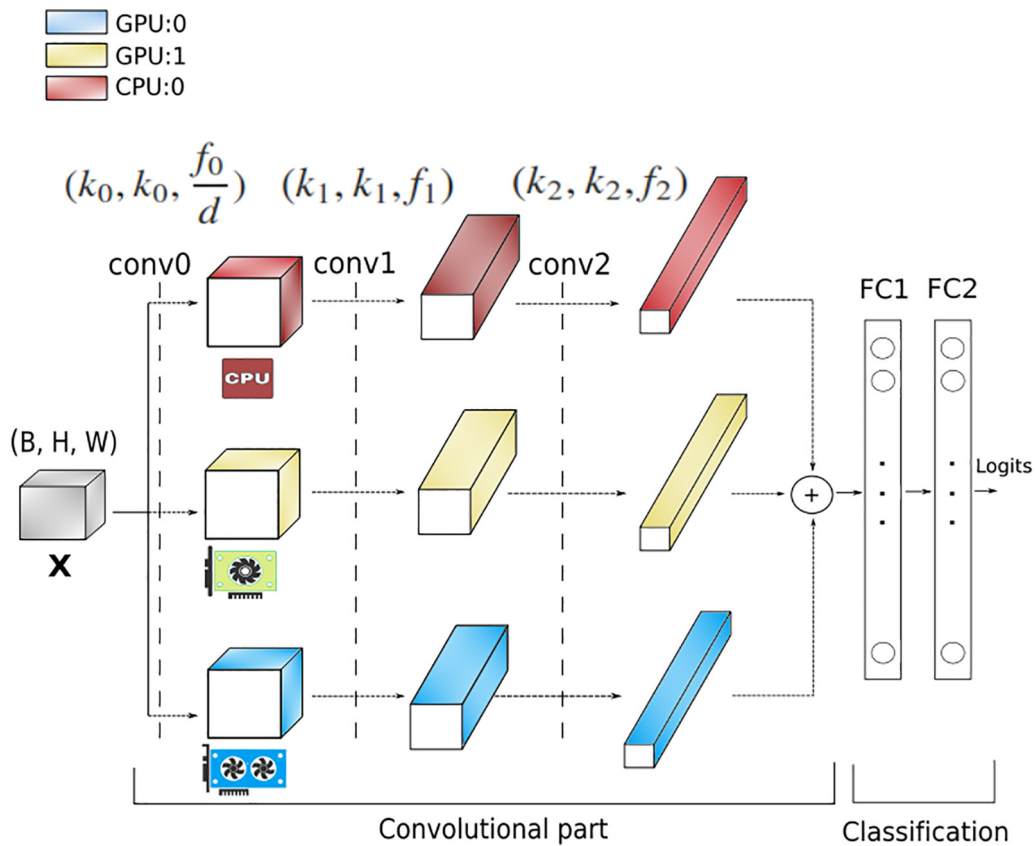 GPU:0
GPU:1
CPU:0
(k₀, k₀, f₀/d) (k₁, k₁, f₁) (k₂, k₂, f₂)
conv0 conv1 conv2
FC1 FC2
CPU
(B, H, W)
X
+
Logits
Convolutional part
Classification